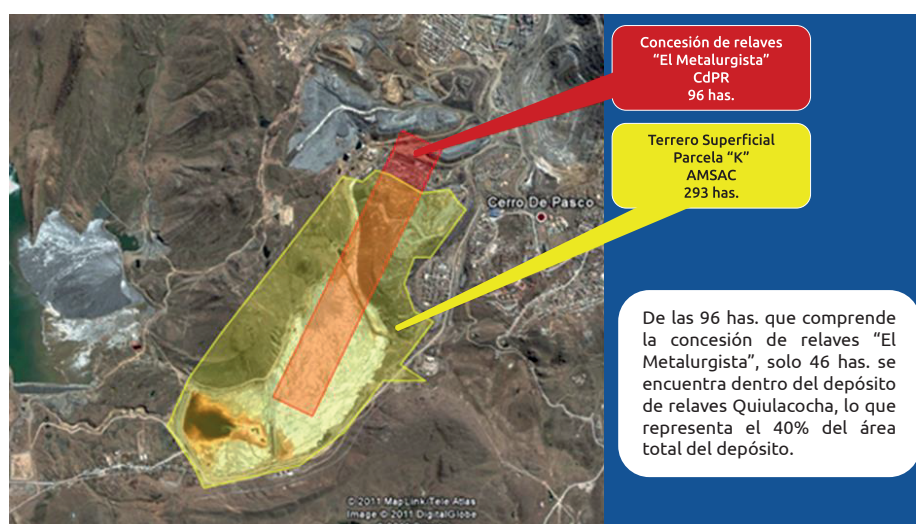 Concesión de relaves
"El Metalurgista"
CdPR
96 has.
Terrero Superficial
Parcela "K"
AMSAC
293 has.
Cerro De Pasco
De las 96 has. que comprende
la concesión de relaves "El
Metalurgista", solo 46 has. se
encuentra dentro del depósito
de relaves Quiulacocha, lo que
representa el 40% del área
total del depósito.
© 2011 MapLink/Tele Atlas
Image © 2011 DigitalGlobe